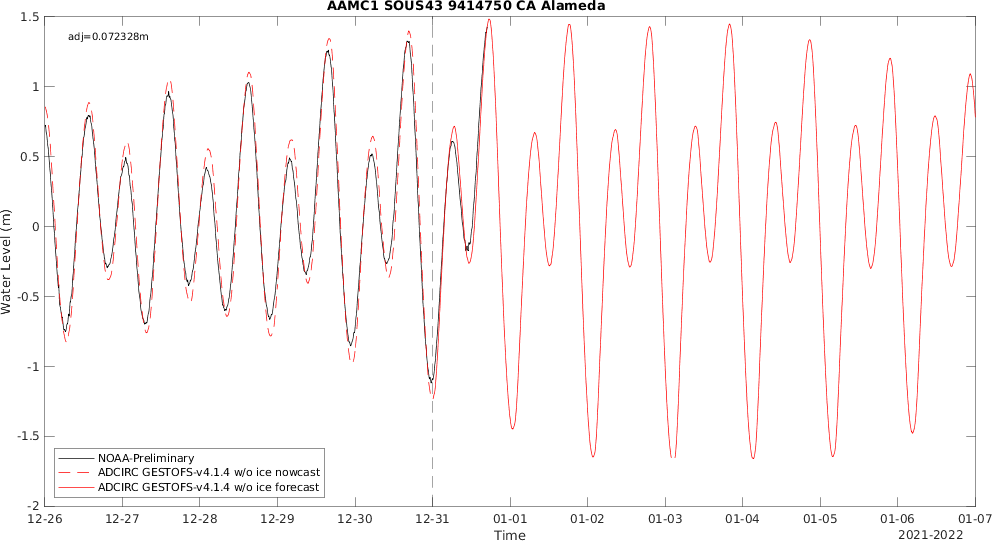 AAMC1 SOUS43 9414750 CA Alameda
adj=0.072328m
Water Level (m)
1.5
1
0.5
0
-0.5
-1
-1.5
-2
NOAA-Preliminary
ADCIRC GESTOFS-v4.1.4 w/o ice nowcast
ADCIRC GESTOFS-v4.1.4 w/o ice forecast
12-26 12-27 12-28 12-29 12-30 12-31 01-01 01-02 01-03 01-04 01-05 01-06 01-07
Time
2021-2022